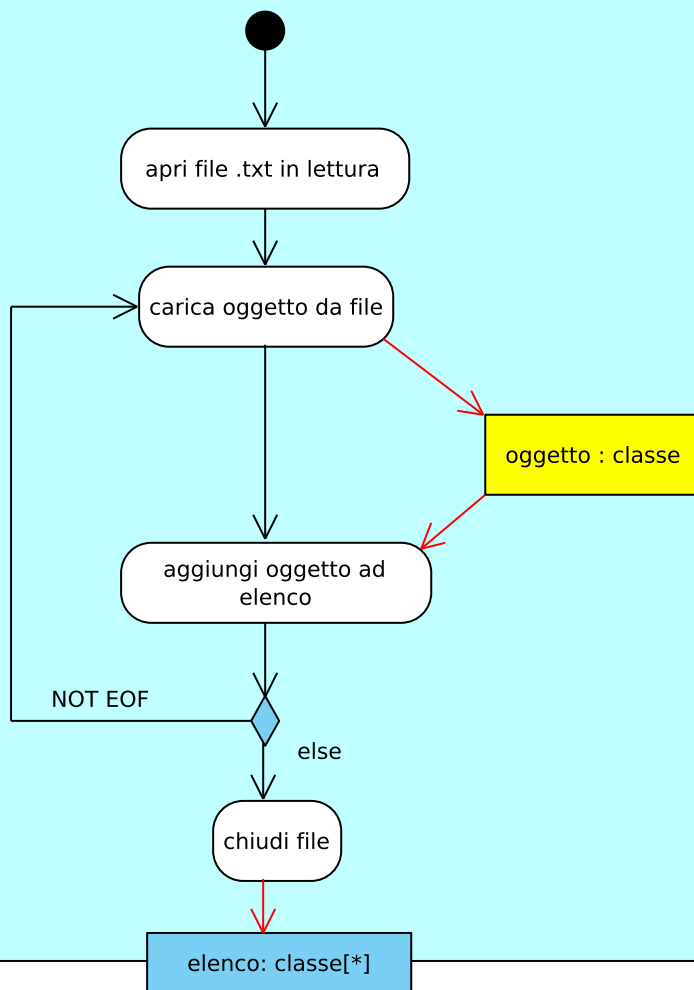 apri file .txt in lettura
carica oggetto da file
oggetto : classe
aggiungi oggetto ad
elenco
NOT EOF
else
chiudi file
elenco: classe[*]